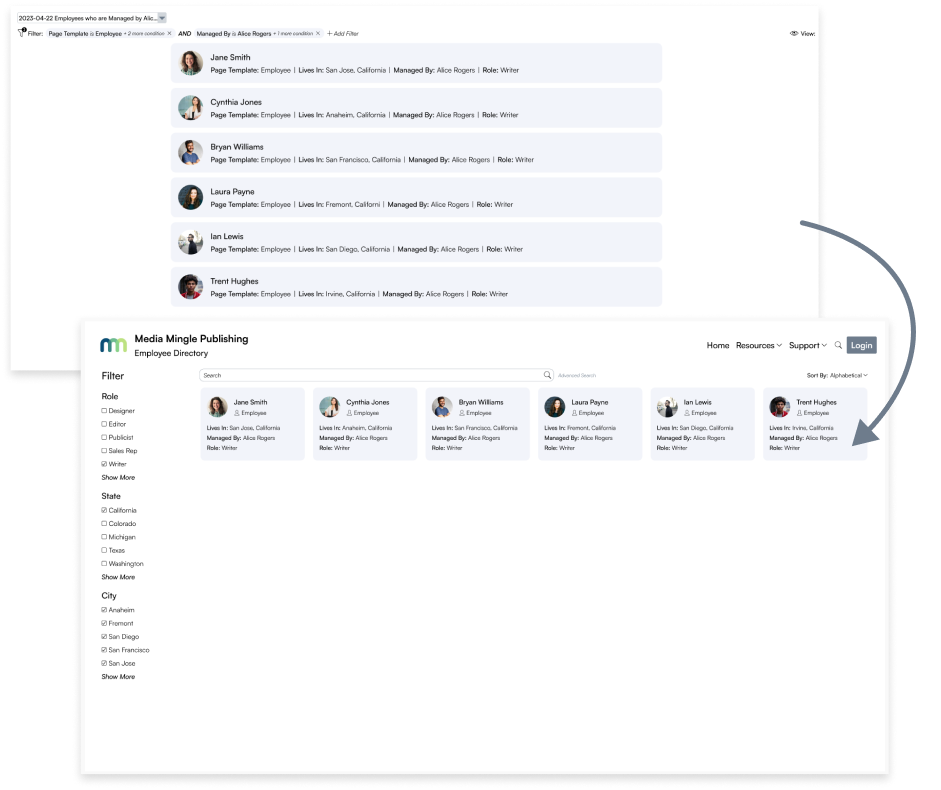 2023-04-22 Employees who are Managed by Alic...
Filter: Page Template is Employee + 2 more condition × AND Managed By is Alice Rogers + 1 more condition × + Add Filter View:
Jane Smith
Page Template: Employee | Lives In: San Jose, California | Managed By: Alice Rogers | Role: Writer
Cynthia Jones
Page Template: Employee | Lives In: Anaheim, California | Managed By: Alice Rogers | Role: Writer
Bryan Williams
Page Template: Employee | Lives In: San Francisco, California | Managed By: Alice Rogers | Role: Writer
Laura Payne
Page Template: Employee | Lives In: Fremont, Californi | Managed By: Alice Rogers | Role: Writer
Ian Lewis
Page Template: Employee | Lives In: San Diego, California | Managed By: Alice Rogers | Role: Writer
Trent Hughes
Page Template: Employee | Lives In: Irvine, California | Managed By: Alice Rogers | Role: Writer
Media Mingle Publishing
Employee Directory
Home Resources Support Login
Filter
Search
Advanced Search
Sort By: Alphabetical
Role
Designer
Editor
Publicist
Sales Rep
Writer
Show More
State
California
Colorado
Michigan
Texas
Washington
Show More
City
Anaheim
Fremont
San Diego
San Francisco
San Jose
Show More
Jane Smith
Employee
Lives In: San Jose, California
Managed By: Alice Rogers
Role: Writer
Cynthia Jones
Employee
Lives In: Anaheim, California
Managed By: Alice Rogers
Role: Writer
Bryan Williams
Employee
Lives In: San Francisco, California
Managed By: Alice Rogers
Role: Writer
Laura Payne
Employee
Lives In: Fremont, California
Managed By: Alice Rogers
Role: Writer
Ian Lewis
Employee
Lives In: San Diego, California
Managed By: Alice Rogers
Role: Writer
Trent Hughes
Employee
Lives In: Irvine, California
Managed By: Alice Rogers
Role: Writer